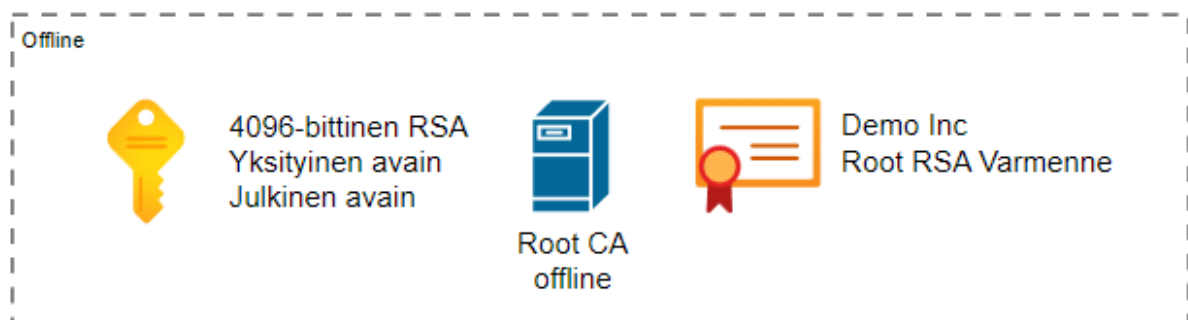 Offline
4096-bittinen RSA
Yksityinen avain
Julkinen avain
Root CA
offline
Demo Inc
Root RSA Varmenne